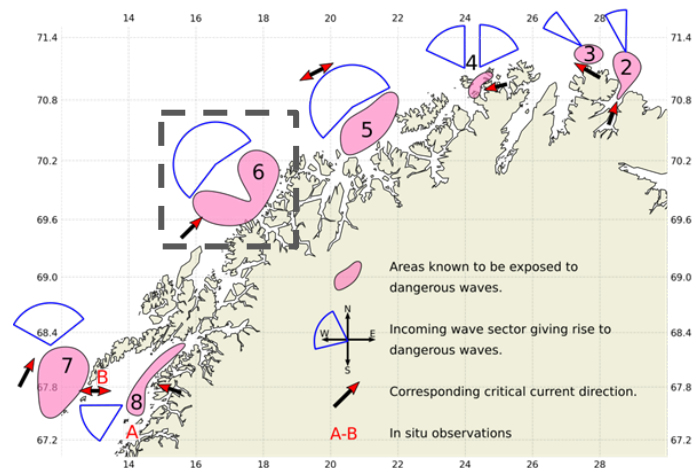 14 16 18 20 22 24 26 28
71.4 71.4
4 3 2
70.8 70.8
5
70.2 70.2
6
69.6 69.6
69.0 69.0
Areas known to be exposed to
dangerous waves.
N
W E
S
Incoming wave sector giving rise to
dangerous waves.
68.4 68.4
7
B
67.8 67.8
8
Corresponding critical current direction.
A
A-B In situ observations
67.2 67.2
14 16 18 20 22 24 26 28